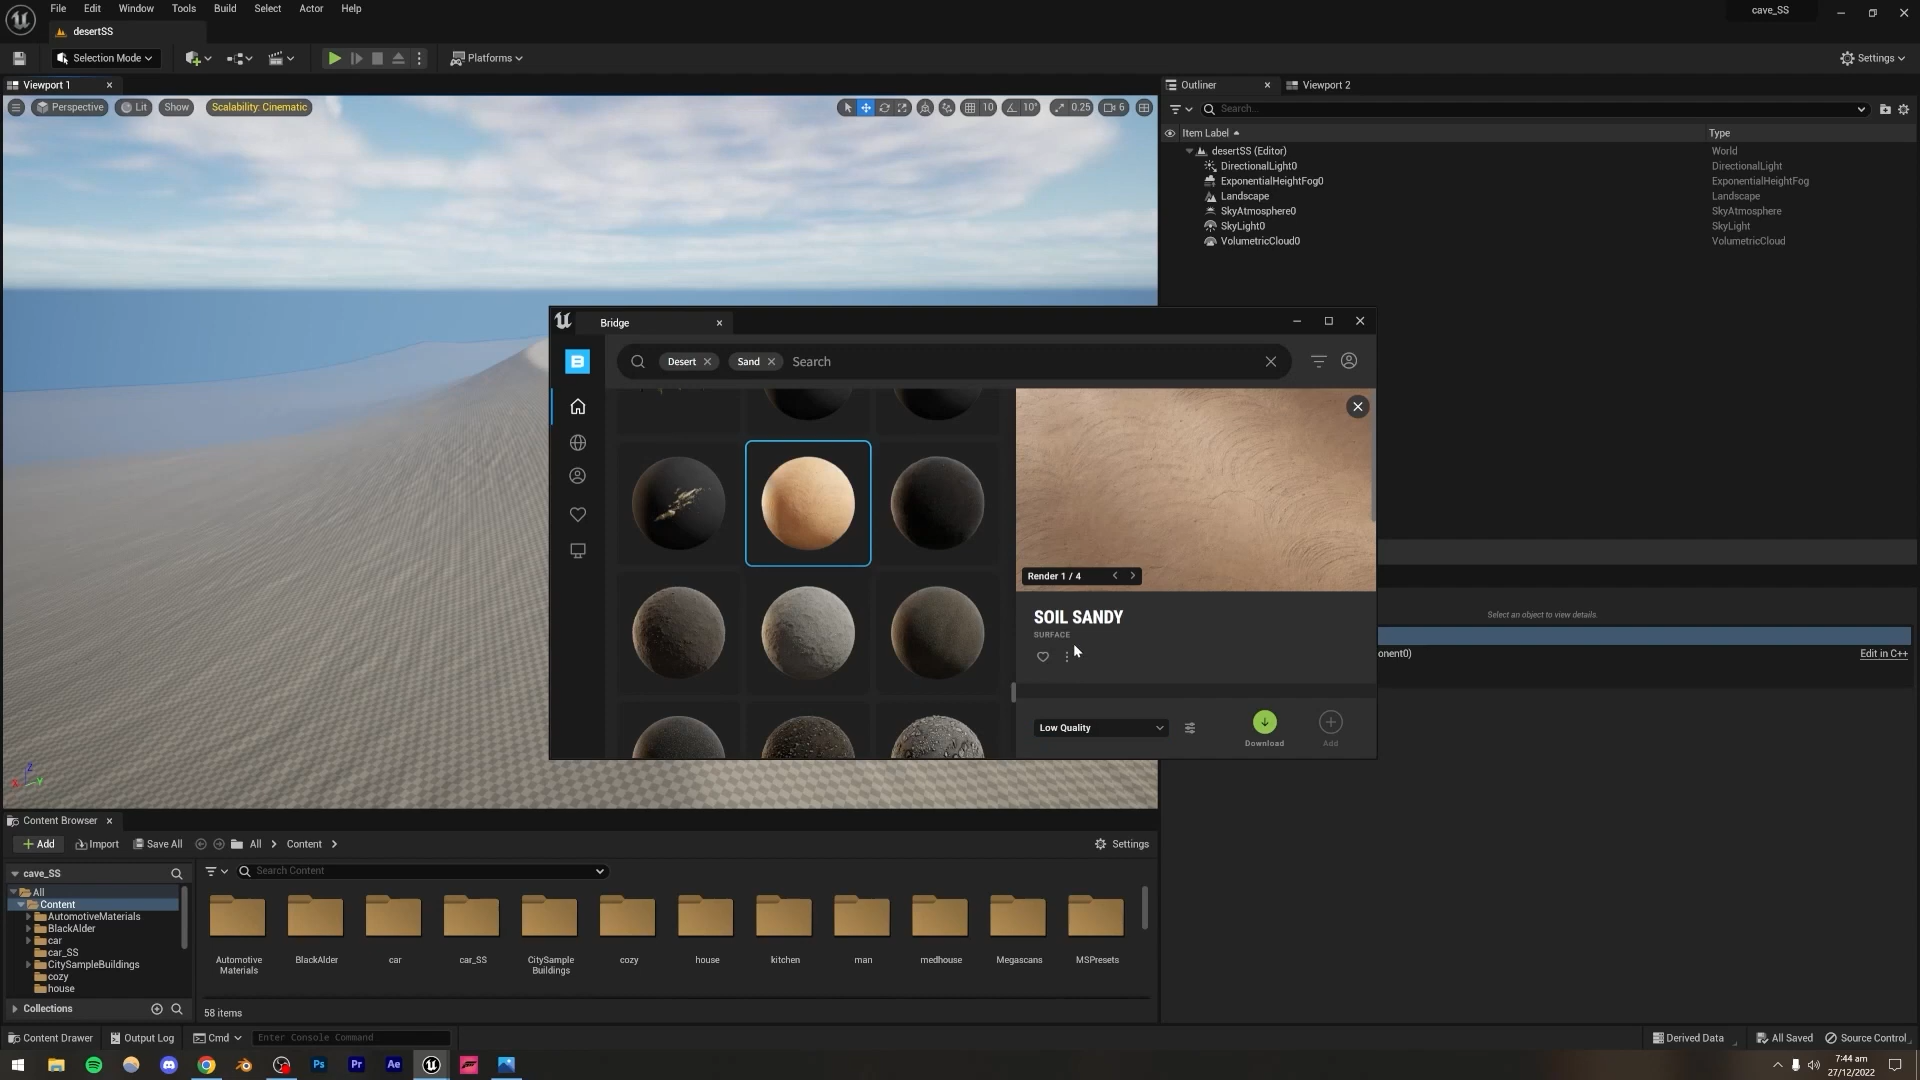 File Edit Window Tools Build Select Actor Help
cave_SS
desertSS
Selection Mode
Platforms
Settings
Viewport 1
Outliner
Viewport 2
Perspective
Lit
Show
Scalability: Cinematic
10
10°
0.25
6
Search...
Item Label
Type
desertSS (Editor)
World
DirectionalLight0
DirectionalLight
ExponentialHeightFog0
ExponentialHeightFog
Landscape
Landscape
SkyAtmosphere0
SkyAtmosphere
SkyLight0
SkyLight
VolumetricCloud0
VolumetricCloud
Bridge
Desert
Sand
Search
Render 1 / 4
SOIL SANDY
SURFACE
Low Quality
Download
Add
Select an object to view details.
onent0)
Edit in C++
Content Browser
Add
Import
Save All
All
Content
Settings
cave_SS
Search Content
All
Content
AutomotiveMaterials
BlackAlder
car
car_SS
CitySampleBuildings
cozy
house
Automotive
Materials
BlackAlder
car
car_SS
CitySample
Buildings
cozy
house
kitchen
man
medhouse
Megascans
MSPresets
Collections
58 items
Content Drawer
Output Log
Cmd
Enter Console Command
Derived Data
All Saved
Source Control
Ps
Pr
Ae
7:44 am
27/12/2022